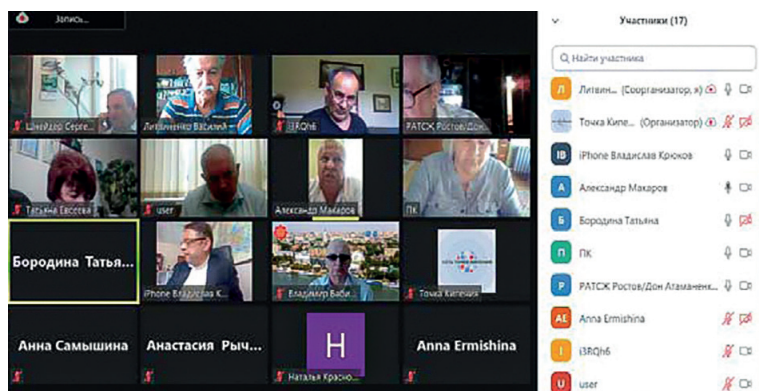 Запись...
Шнейдер Серге...
Литвиненко Василий
i3RQh6
РАТСЖ Ростов/Дон...
Татьяна Евсеева
user
Александр Макаров
ПК
Бородина Татья...
iPhone Владислав К...
Владимир Баби...
Точка Кипения
Анна Самышина
Анастасия Рыч...
Н
Наталья Красно...
Anna Ermishina
Участники (17)
Найти участника
Л Литвин... (Соорганизатор, я)
Точка Кипе... (Организатор)
IВ iPhone Владислав Крюков
А Александр Макаров
Б Бородина Татьяна
П ПК
Р РАТСЖ Ростов/Дон Атаманенк...
AE Anna Ermishina
I i3RQh6
U user